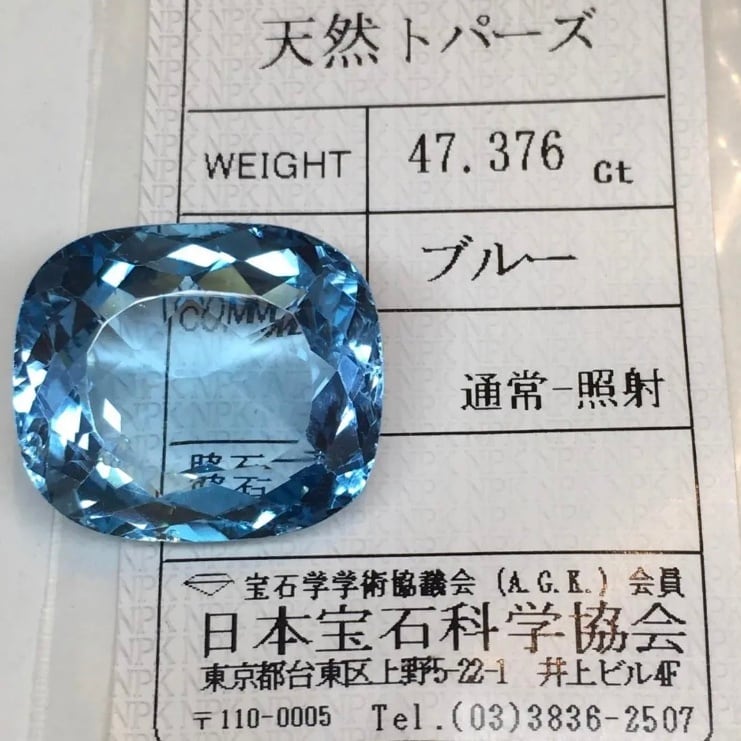 天然トパーズ
WEIGHT 47.376 ct
ブルー
COMM
通常-照射
宝石学学術協議会 (A.G.K.) 会員
日本宝石科学協会
東京都台東区上野5-22-1 井上ビル4F
〒110-0005 Tel.(03)3836-2507